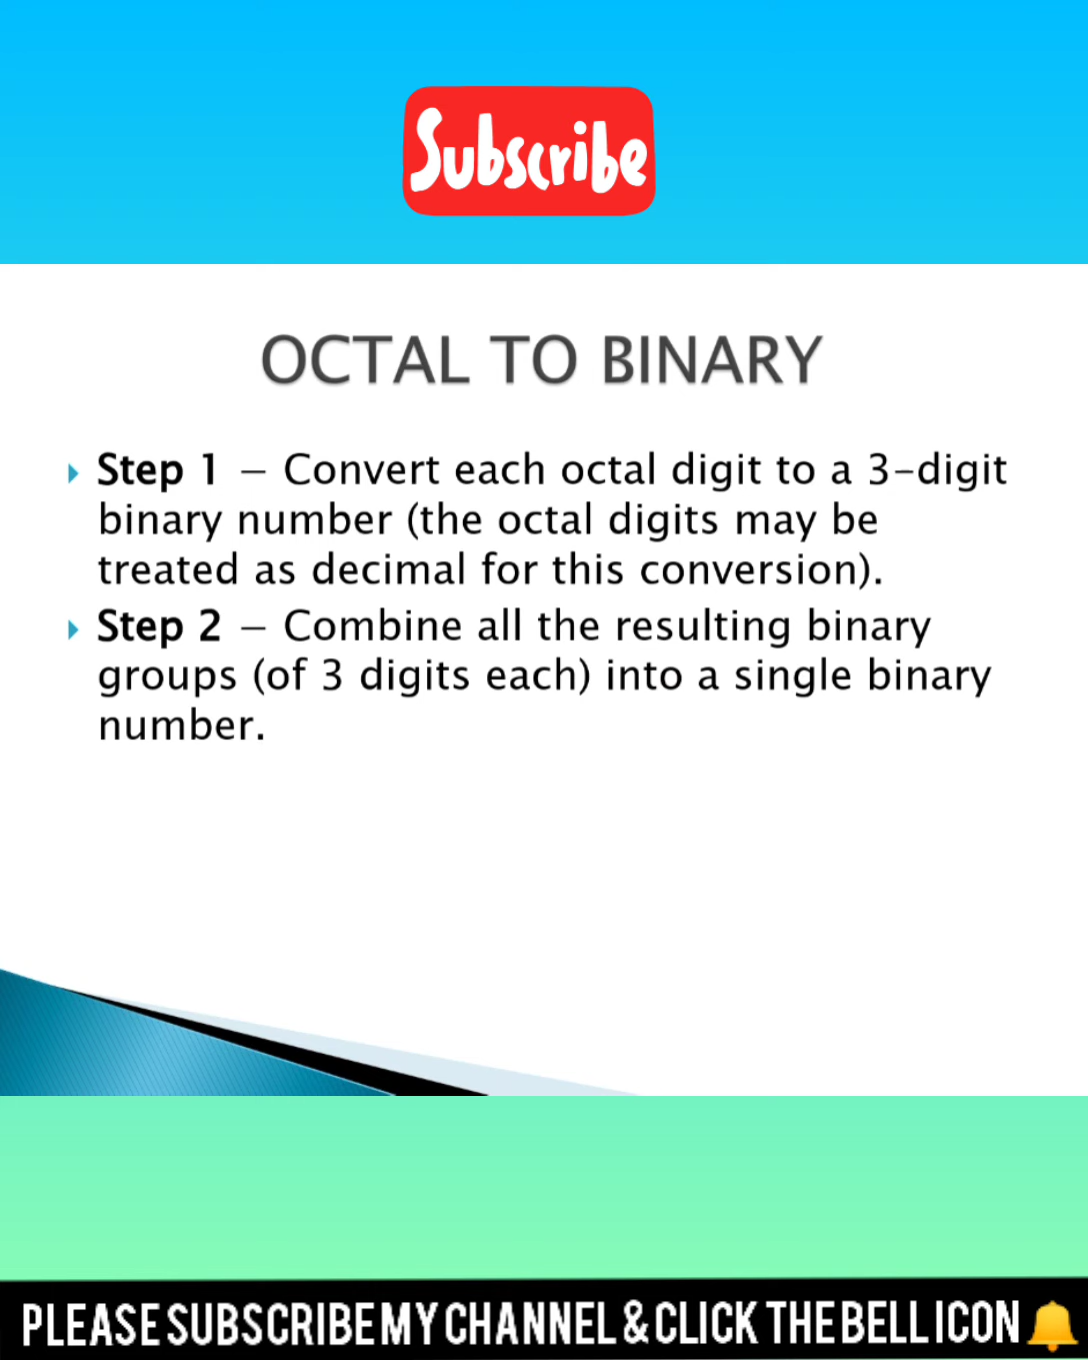 Subscribe
OCTAL TO BINARY
Step 1 – Convert each octal digit to a 3-digit
binary number (the octal digits may be
treated as decimal for this conversion).
Step 2 – Combine all the resulting binary
groups (of 3 digits each) into a single binary
number.
PLEASE SUBSCRIBE MY CHANNEL & CLICK THE BELL ICON 🔔